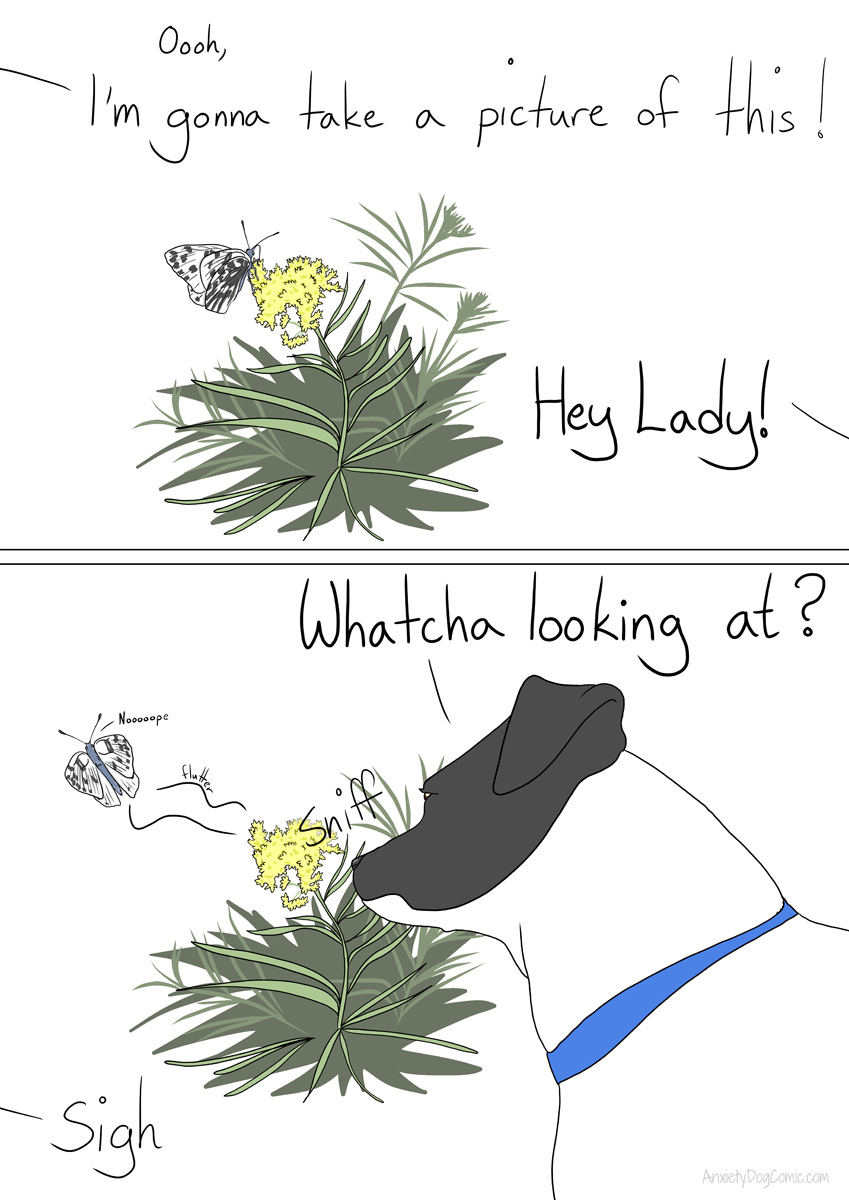 Oooh,
I'm gonna take a picture of this!
Hey Lady!
Whatcha looking at?
Nooooope
flutter
Sniff
Sigh
AnxietyDogComic.com